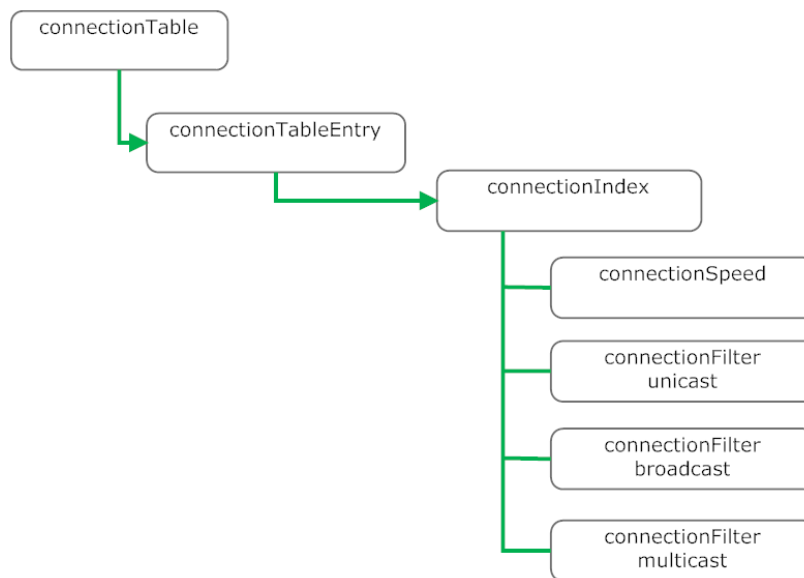 connectionTable
connectionTableEntry
connectionIndex
connectionSpeed
connectionFilter
unicast
connectionFilter
broadcast
connectionFilter
multicast